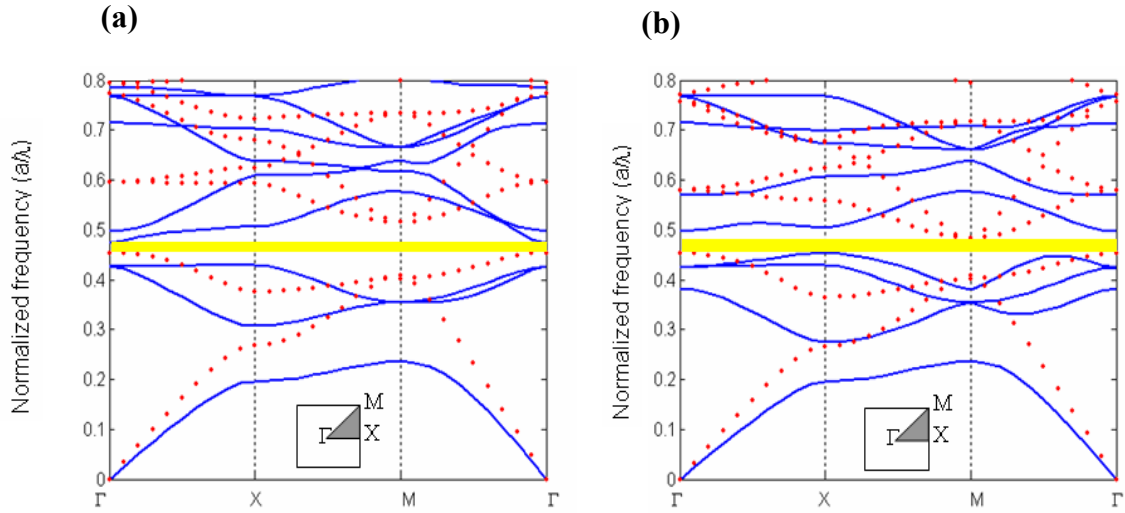 (a)
Normalized frequency (a/λ)
0.8
0.7
0.6
0.5
0.4
0.3
0.2
0.1
0
Γ X M Γ
M
Γ X
(b)
Normalized frequency (a/λ)
0.8
0.7
0.6
0.5
0.4
0.3
0.2
0.1
0
Γ X M Γ
M
Γ X